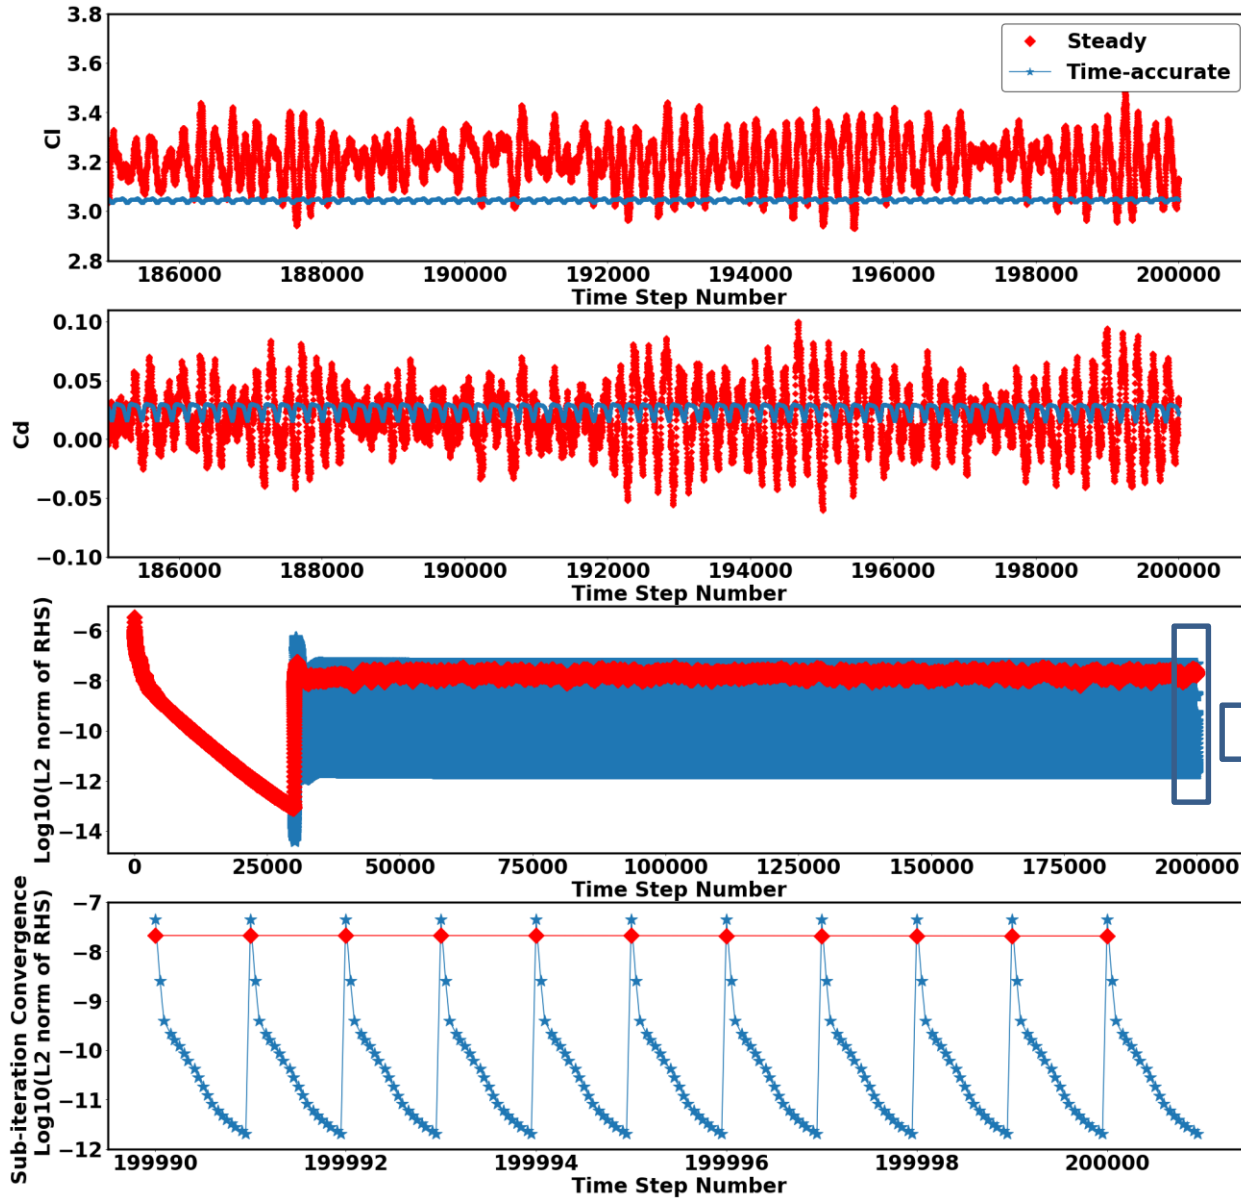 3.8
3.6
3.4
3.2
3.0
2.8
Cl
Steady
Time-accurate
186000 188000 190000 192000 194000 196000 198000 200000
Time Step Number
0.10
0.05
0.00
−0.05
−0.10
Cd
186000 188000 190000 192000 194000 196000 198000 200000
Time Step Number
−6
−8
−10
−12
−14
Log10(L2 norm of RHS)
0 25000 50000 75000 100000 125000 150000 175000 200000
Time Step Number
−7
−8
−9
−10
−11
−12
Sub-iteration Convergence
Log10(L2 norm of RHS)
199990 199992 199994 199996 199998 200000
Time Step Number